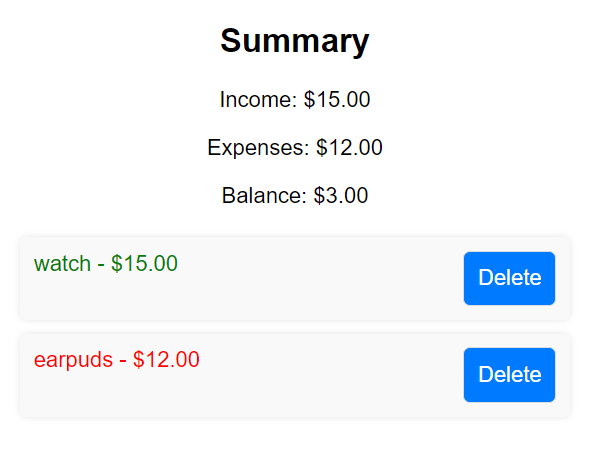 Summary
Income: $15.00
Expenses: $12.00
Balance: $3.00
watch - $15.00
Delete
earpuds - $12.00
Delete